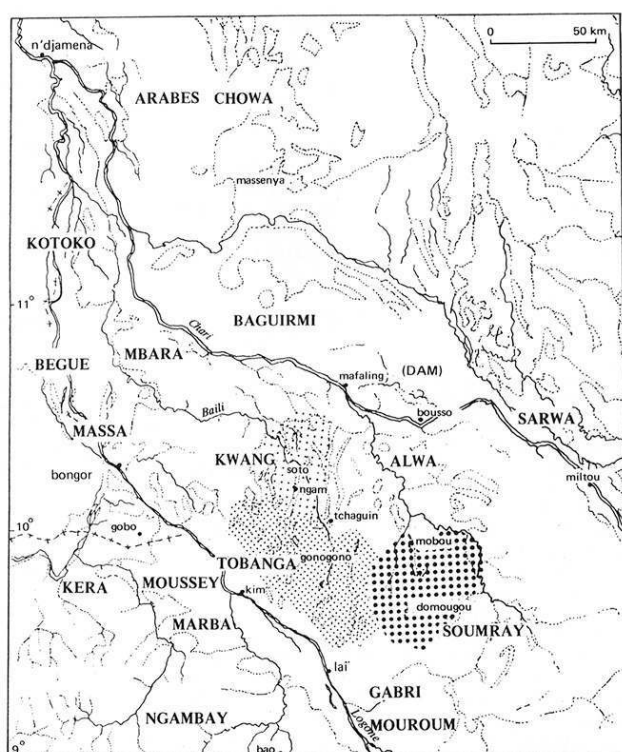 n'djamena
0 50 km
ARABES CHOWA
massenya
KOTOKO
11°
Chari
BAGUIRMI
MBARA
BEGUE
mafaling
(DAM)
Baili
bousso
SARWA
MASSA
KWANG
ALWA
bongor
soto
miltou
ngam
10°
gobo
tchaguin
mobou
TOBANGA
gonogono
KERA
MOUSSEY
kim
domougou
MARBA
SOUMRAY
laï
GABRI
NGAMBAY
Logone
MOUROUM
9°
bao